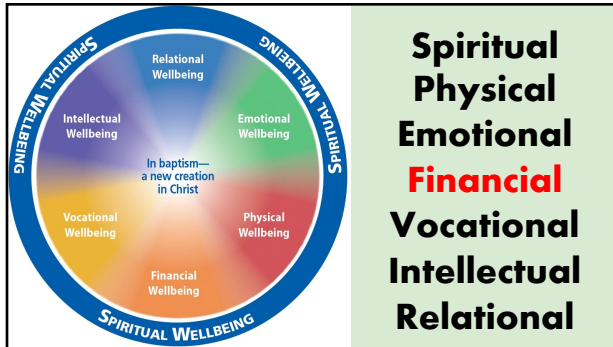 SPIRITUAL WELLBEING
SPIRITUAL WELLBEING
SPIRITUAL WELLBEING
Relational
Wellbeing
Emotional
Wellbeing
Physical
Wellbeing
Financial
Wellbeing
Vocational
Wellbeing
Intellectual
Wellbeing
In baptism—
a new creation
in Christ
Spiritual
Physical
Emotional
Financial
Vocational
Intellectual
Relational